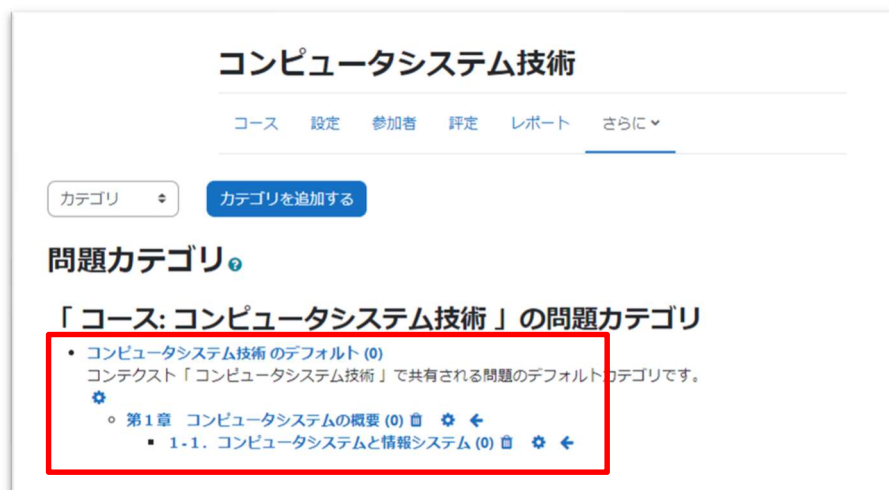 コンピュータシステム技術
コース 設定 参加者 評定 レポート さらに
カテゴリ カテゴリを追加する
問題カテゴリ
「 コース: コンピュータシステム技術 」の問題カテゴリ
コンピュータシステム技術 のデフォルト (0)
コンテクスト「 コンピュータシステム技術 」で共有される問題のデフォルトカテゴリです。
第1章 コンピュータシステムの概要 (0)
1-1. コンピュータシステムと情報システム (0)